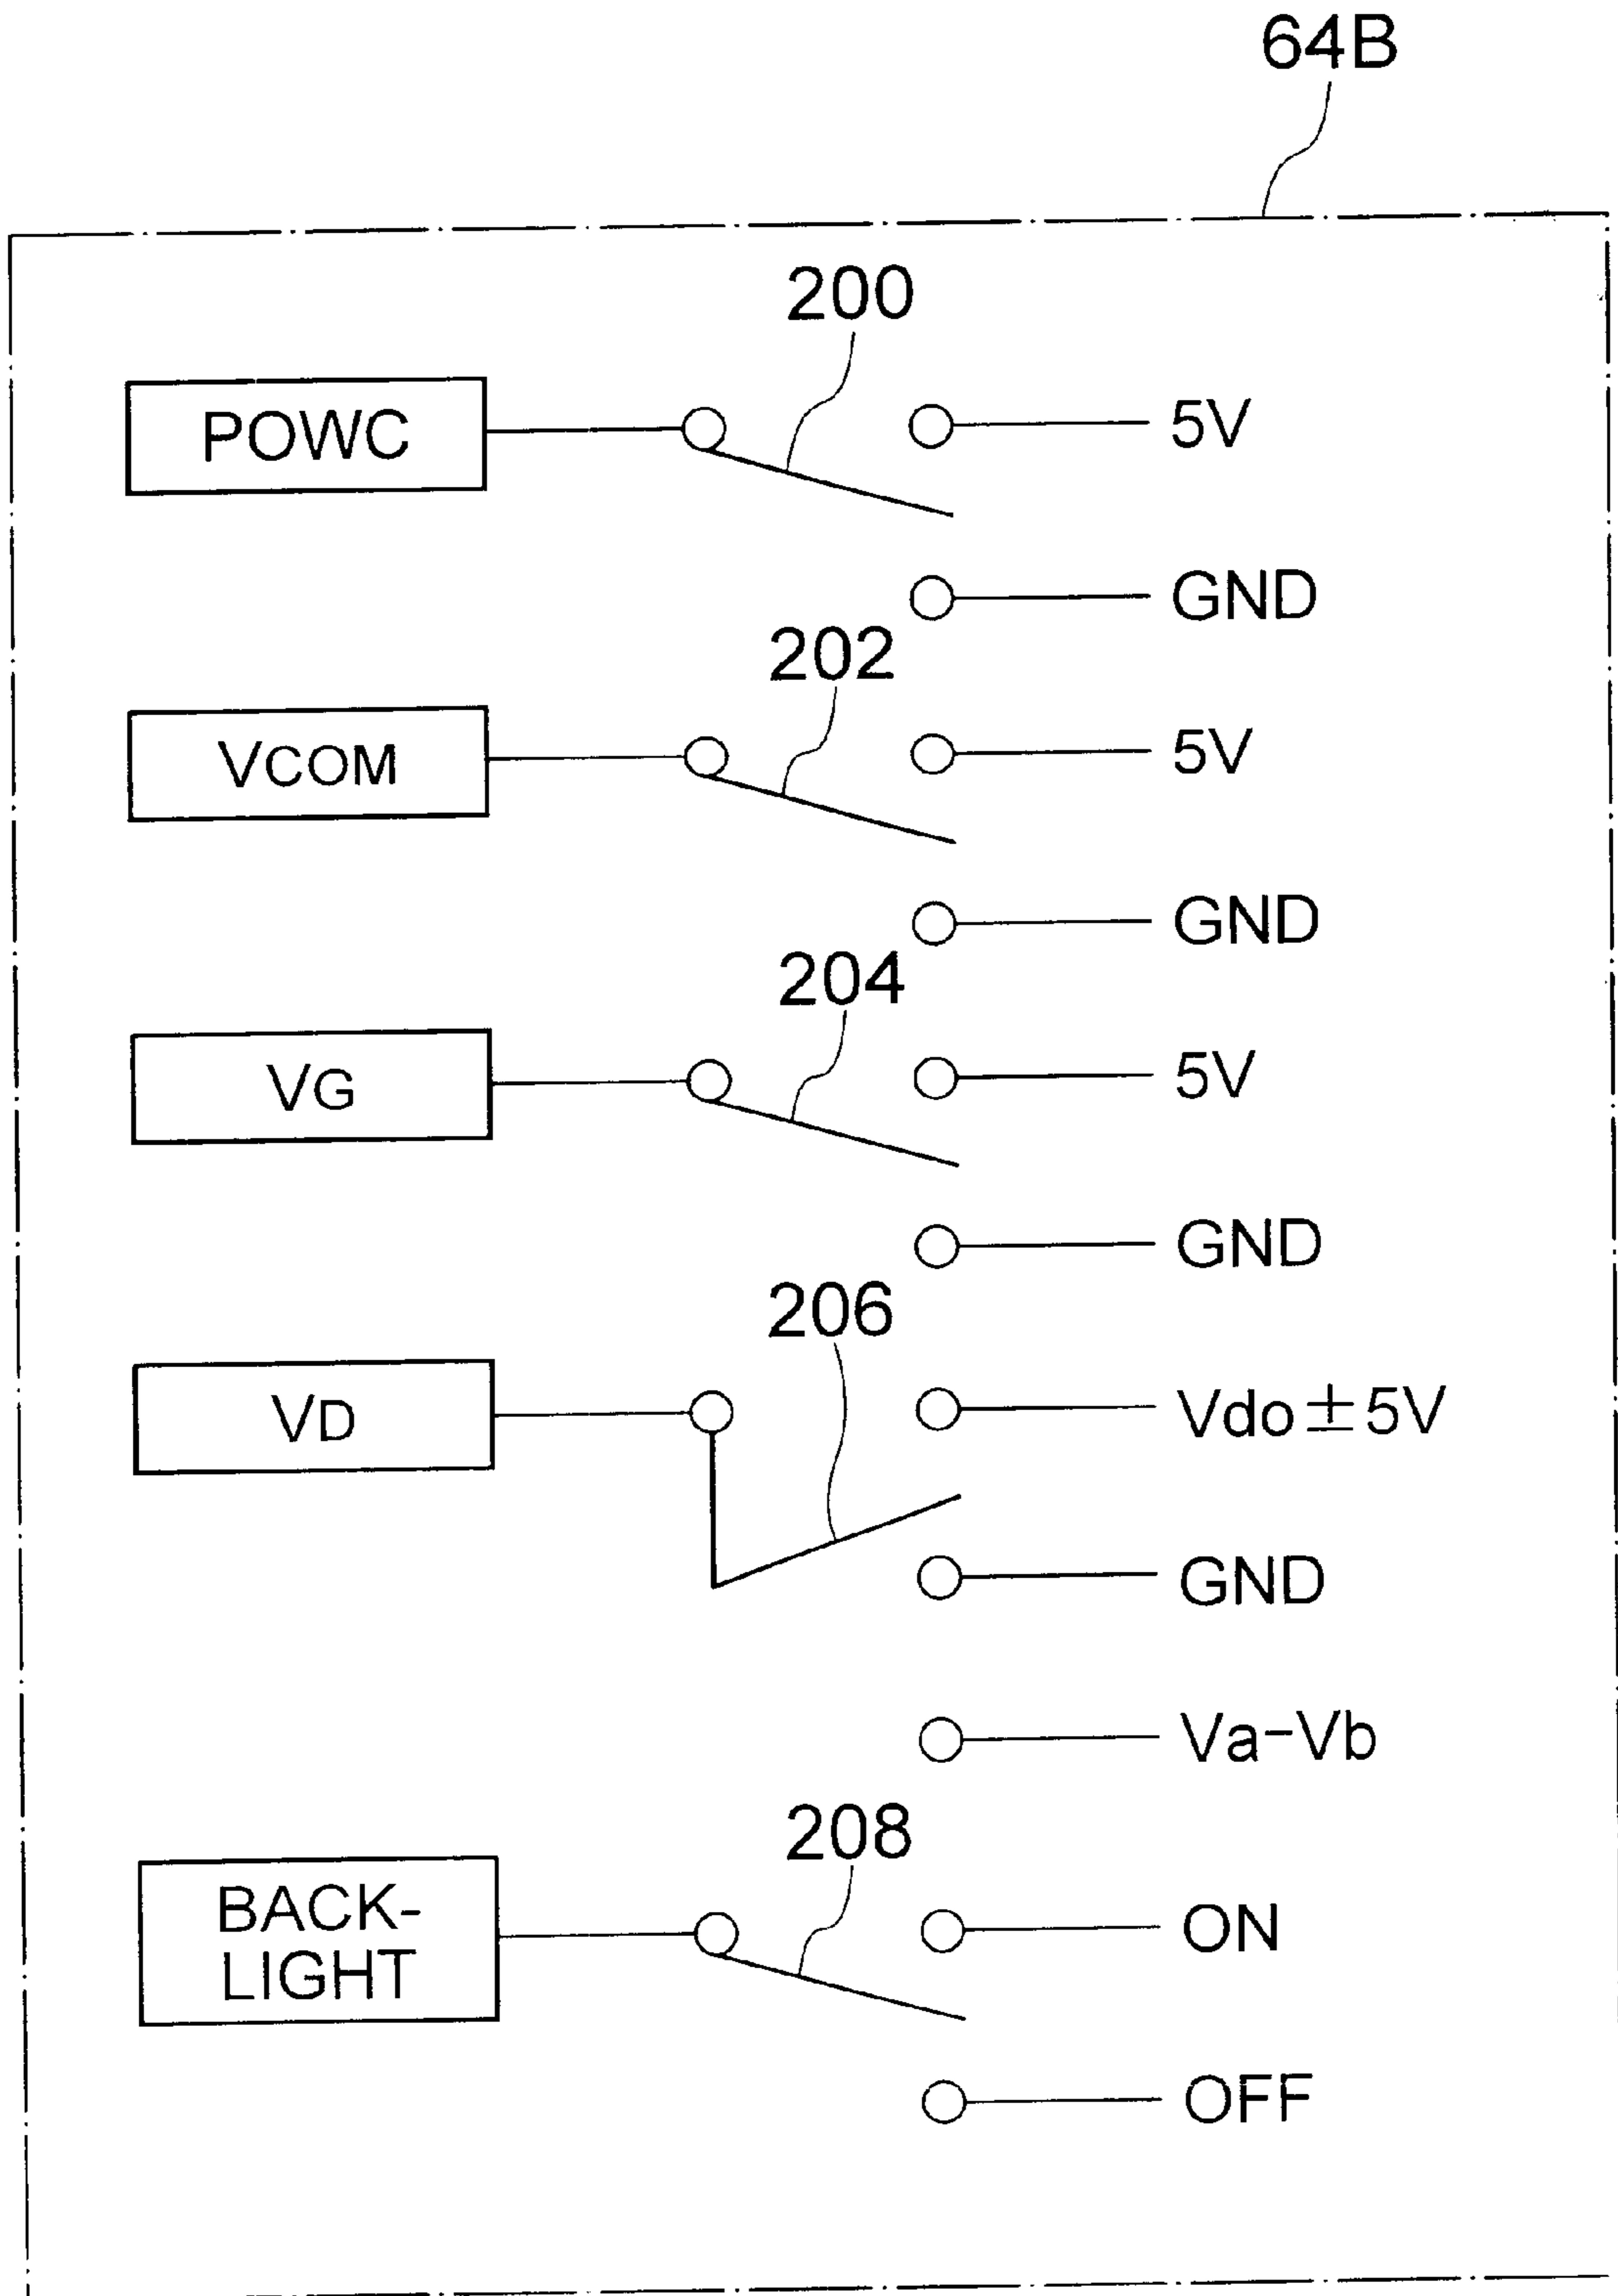 64B
200
POWC
5V
GND
202
VCOM
5V
GND
204
VG
5V
GND
206
VD
Vdo±5V
GND
Va-Vb
208
BACK-
LIGHT
ON
OFF